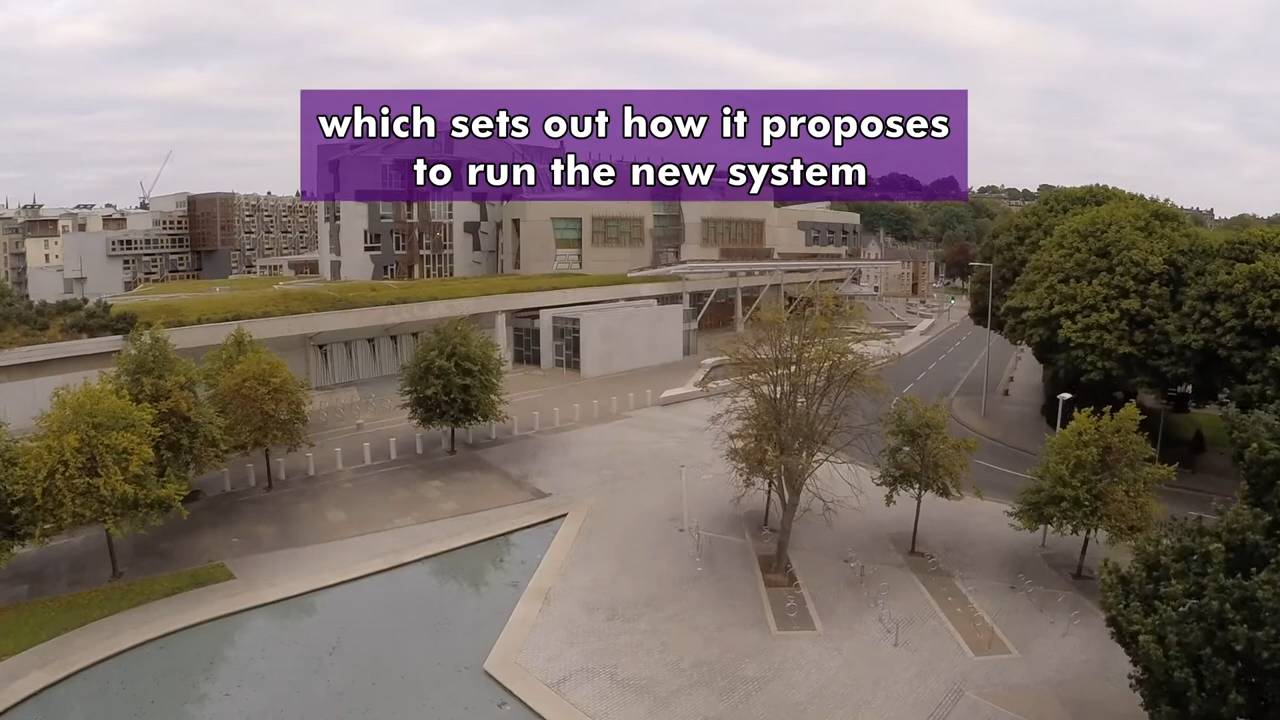 which sets out how it proposes
to run the new system